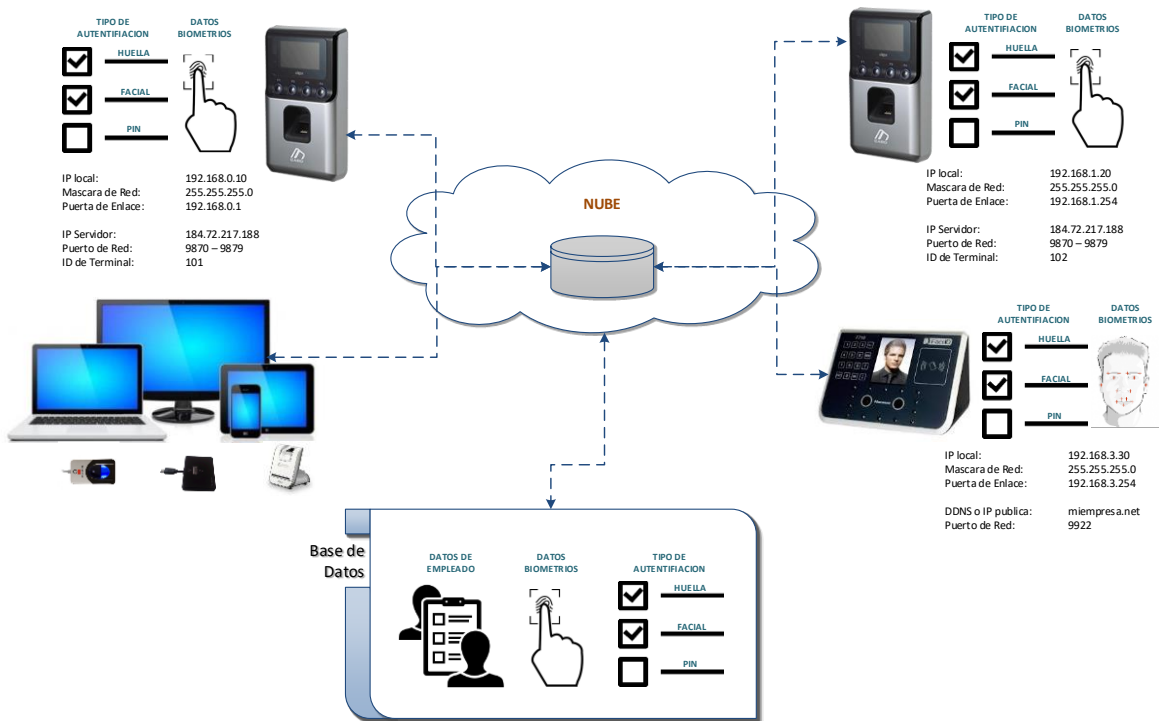 TIPO DE
AUTENTIFIACION
DATOS
BIOMETRIOS
HUELLA
FACIAL
PIN
IP local: 192.168.0.10
Mascara de Red: 255.255.255.0
Puerta de Enlace: 192.168.0.1
IP Servidor: 184.72.217.188
Puerto de Red: 9870 – 9879
ID de Terminal: 101
TIPO DE
AUTENTIFIACION
DATOS
BIOMETRIOS
HUELLA
FACIAL
PIN
IP local: 192.168.1.20
Mascara de Red: 255.255.255.0
Puerta de Enlace: 192.168.1.254
IP Servidor: 184.72.217.188
Puerto de Red: 9870 – 9879
ID de Terminal: 102
NUBE
TIPO DE
AUTENTIFIACION
DATOS
BIOMETRIOS
HUELLA
FACIAL
PIN
IP local: 192.168.3.30
Mascara de Red: 255.255.255.0
Puerta de Enlace: 192.168.3.254
DDNS o IP publica: miempresa.net
Puerto de Red: 9922
Base de
Datos
DATOS DE
EMPLEADO
DATOS
BIOMETRIOS
TIPO DE
AUTENTIFIACION
HUELLA
FACIAL
PIN